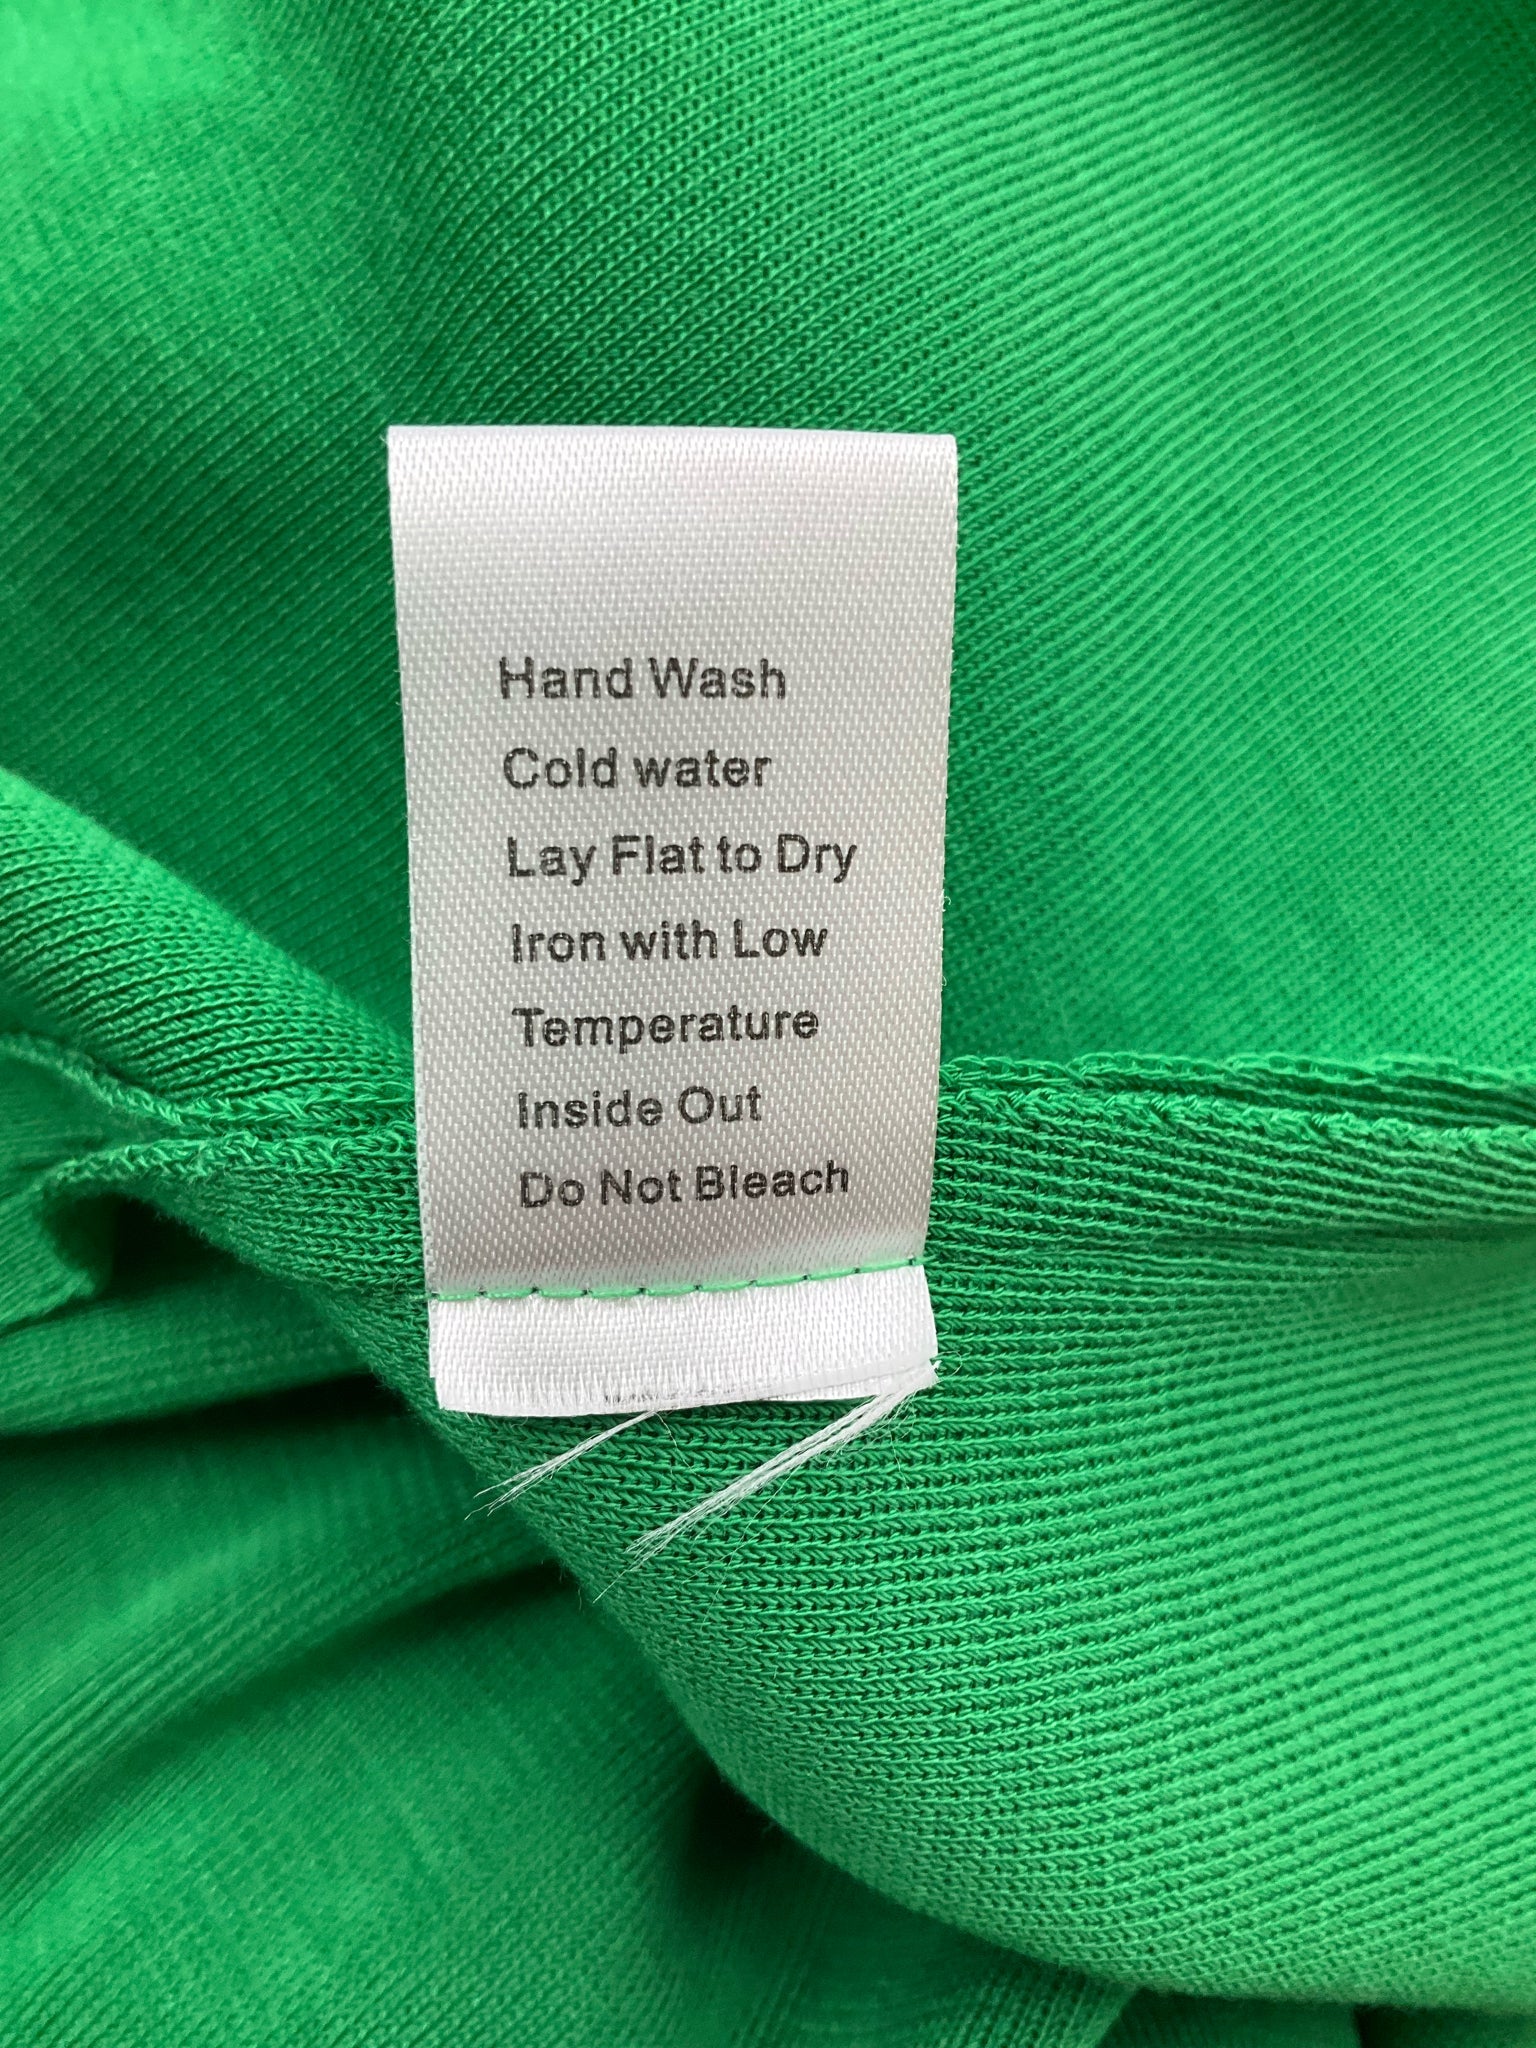 Hand Wash
Cold water
Lay Flat to Dry
Iron with Low
Temperature
Inside Out
Do Not Bleach